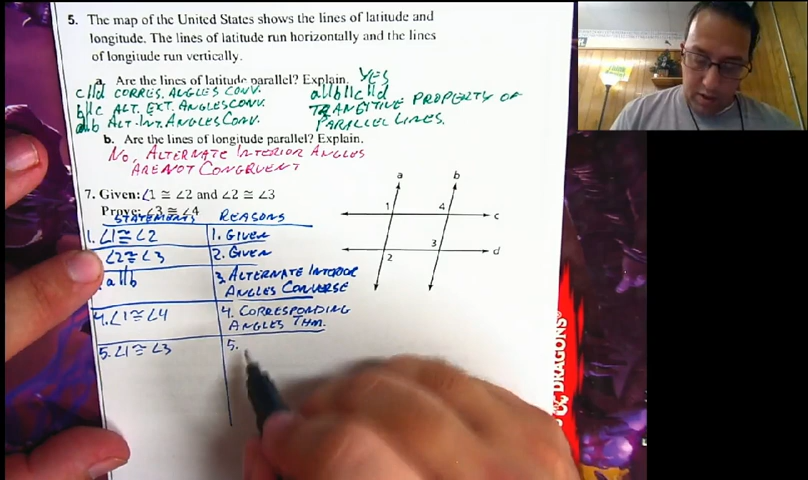 5. The map of the United States shows the lines of latitude and
longitude. The lines of latitude run horizontally and the lines
of longitude run vertically.
a. Are the lines of latitude parallel? Explain. YES
c||d CORRES. ANGLES CONV.
b||c ALT. EXT. ANGLES CONV.
a||b ALT. INT. ANGLES CONV.
a||b||c||d
TRANSITIVE PROPERTY OF
PARALLEL LINES.
b. Are the lines of longitude parallel? Explain.
No, ALTERNATE INTERIOR ANGLES
ARE NOT CONGRUENT
7. Given: ∠1 ≅ ∠2 and ∠2 ≅ ∠3
Prove: ∠3 ≅ ∠4
STATEMENTS REASONS
1. ∠1 ≅ ∠2 1. GIVEN
∠2 ≅ ∠3 2. GIVEN
a||b 3. ALTERNATE INTERIOR
ANGLES CONVERSE
4. ∠1 ≅ ∠4 4. CORRESPONDING
ANGLES THM.
5. ∠1 ≅ ∠3 5.
a b
1 4 c
3 d
2
& DRAGONS